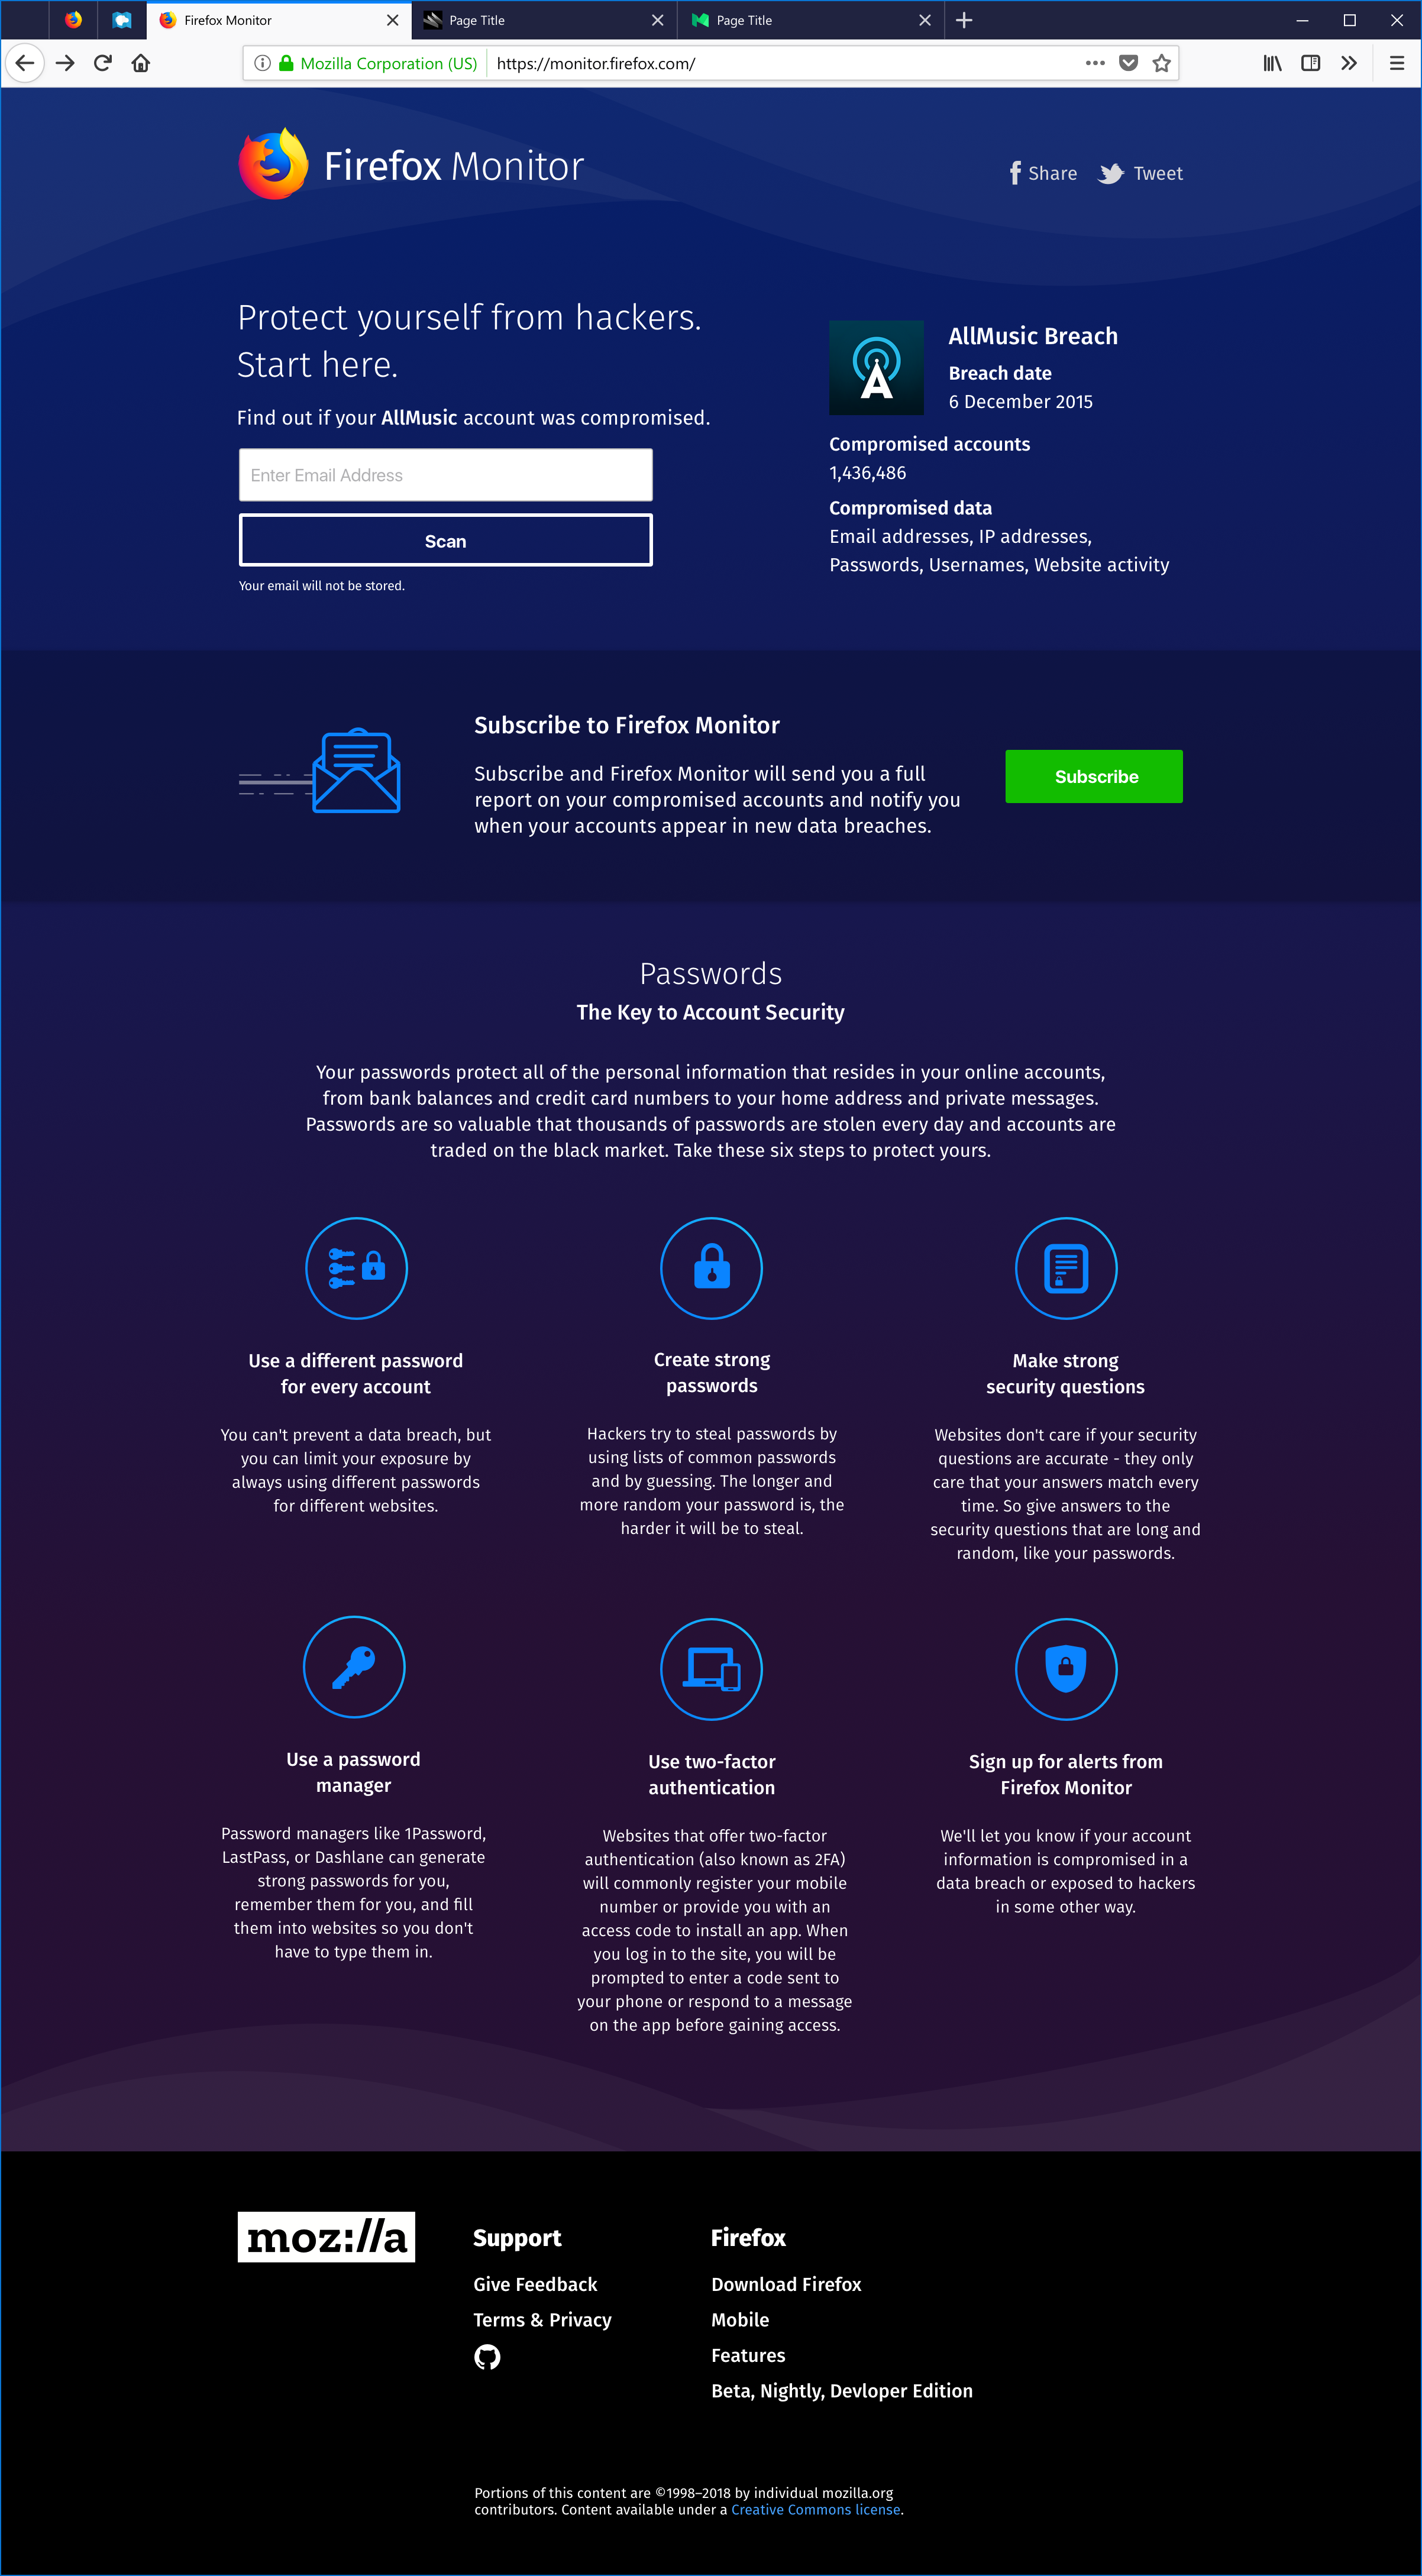 Firefox Monitor
Page Title
Page Title
Mozilla Corporation (US)
https://monitor.firefox.com/
Firefox Monitor
Share
Tweet
Protect yourself from hackers.
Start here.
Find out if your AllMusic account was compromised.
Enter Email Address
Scan
Your email will not be stored.
A
AllMusic Breach
Breach date
6 December 2015
Compromised accounts
1,436,486
Compromised data
Email addresses, IP addresses,
Passwords, Usernames, Website activity
Subscribe to Firefox Monitor
Subscribe and Firefox Monitor will send you a full
report on your compromised accounts and notify you
when your accounts appear in new data breaches.
Subscribe
Passwords
The Key to Account Security
Your passwords protect all of the personal information that resides in your online accounts,
from bank balances and credit card numbers to your home address and private messages.
Passwords are so valuable that thousands of passwords are stolen every day and accounts are
traded on the black market. Take these six steps to protect yours.
Use a different password
for every account
You can't prevent a data breach, but
you can limit your exposure by
always using different passwords
for different websites.
Create strong
passwords
Hackers try to steal passwords by
using lists of common passwords
and by guessing. The longer and
more random your password is, the
harder it will be to steal.
Make strong
security questions
Websites don't care if your security
questions are accurate - they only
care that your answers match every
time. So give answers to the
security questions that are long and
random, like your passwords.
Use a password
manager
Password managers like 1Password,
LastPass, or Dashlane can generate
strong passwords for you,
remember them for you, and fill
them into websites so you don't
have to type them in.
Use two-factor
authentication
Websites that offer two-factor
authentication (also known as 2FA)
will commonly register your mobile
number or provide you with an
access code to install an app. When
you log in to the site, you will be
prompted to enter a code sent to
your phone or respond to a message
on the app before gaining access.
Sign up for alerts from
Firefox Monitor
We'll let you know if your account
information is compromised in a
data breach or exposed to hackers
in some other way.
moz://a
Support
Give Feedback
Terms & Privacy
Firefox
Download Firefox
Mobile
Features
Beta, Nightly, Devloper Edition
Portions of this content are ©1998–2018 by individual mozilla.org
contributors. Content available under a Creative Commons license.